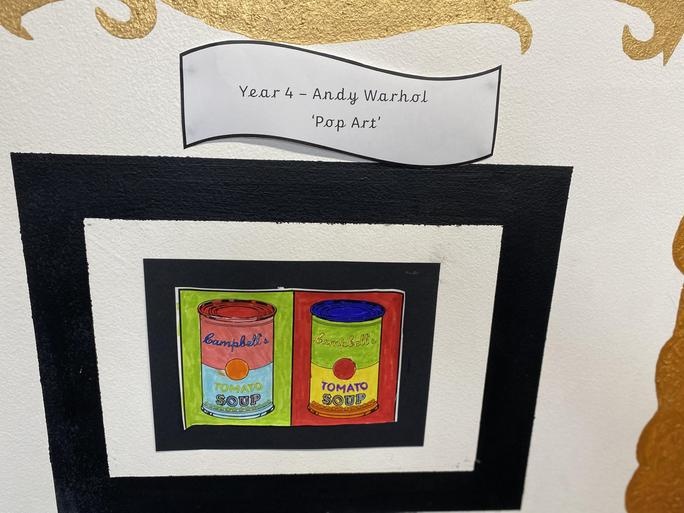 Year 4 – Andy Warhol
'Pop Art'
Campbell's
TOMATO
SOUP
Campbell's
TOMATO
SOUP